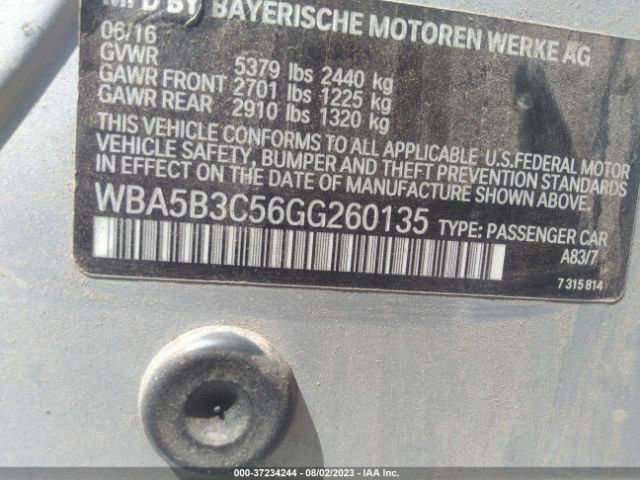 MFD BY BAYERISCHE MOTOREN WERKE AG
06/16
GVWR 5379 lbs 2440 kg
GAWR FRONT 2701 lbs 1225 kg
GAWR REAR 2910 lbs 1320 kg
THIS VEHICLE CONFORMS TO ALL APPLICABLE U.S.FEDERAL MOTOR
VEHICLE SAFETY, BUMPER AND THEFT PREVENTION STANDARDS
IN EFFECT ON THE DATE OF MANUFACTURE SHOWN ABOVE.
WBA5B3C56GG260135 TYPE: PASSENGER CAR
A83/7
7 315 814
000-37234244 - 08/02/2023 - IAA Inc.